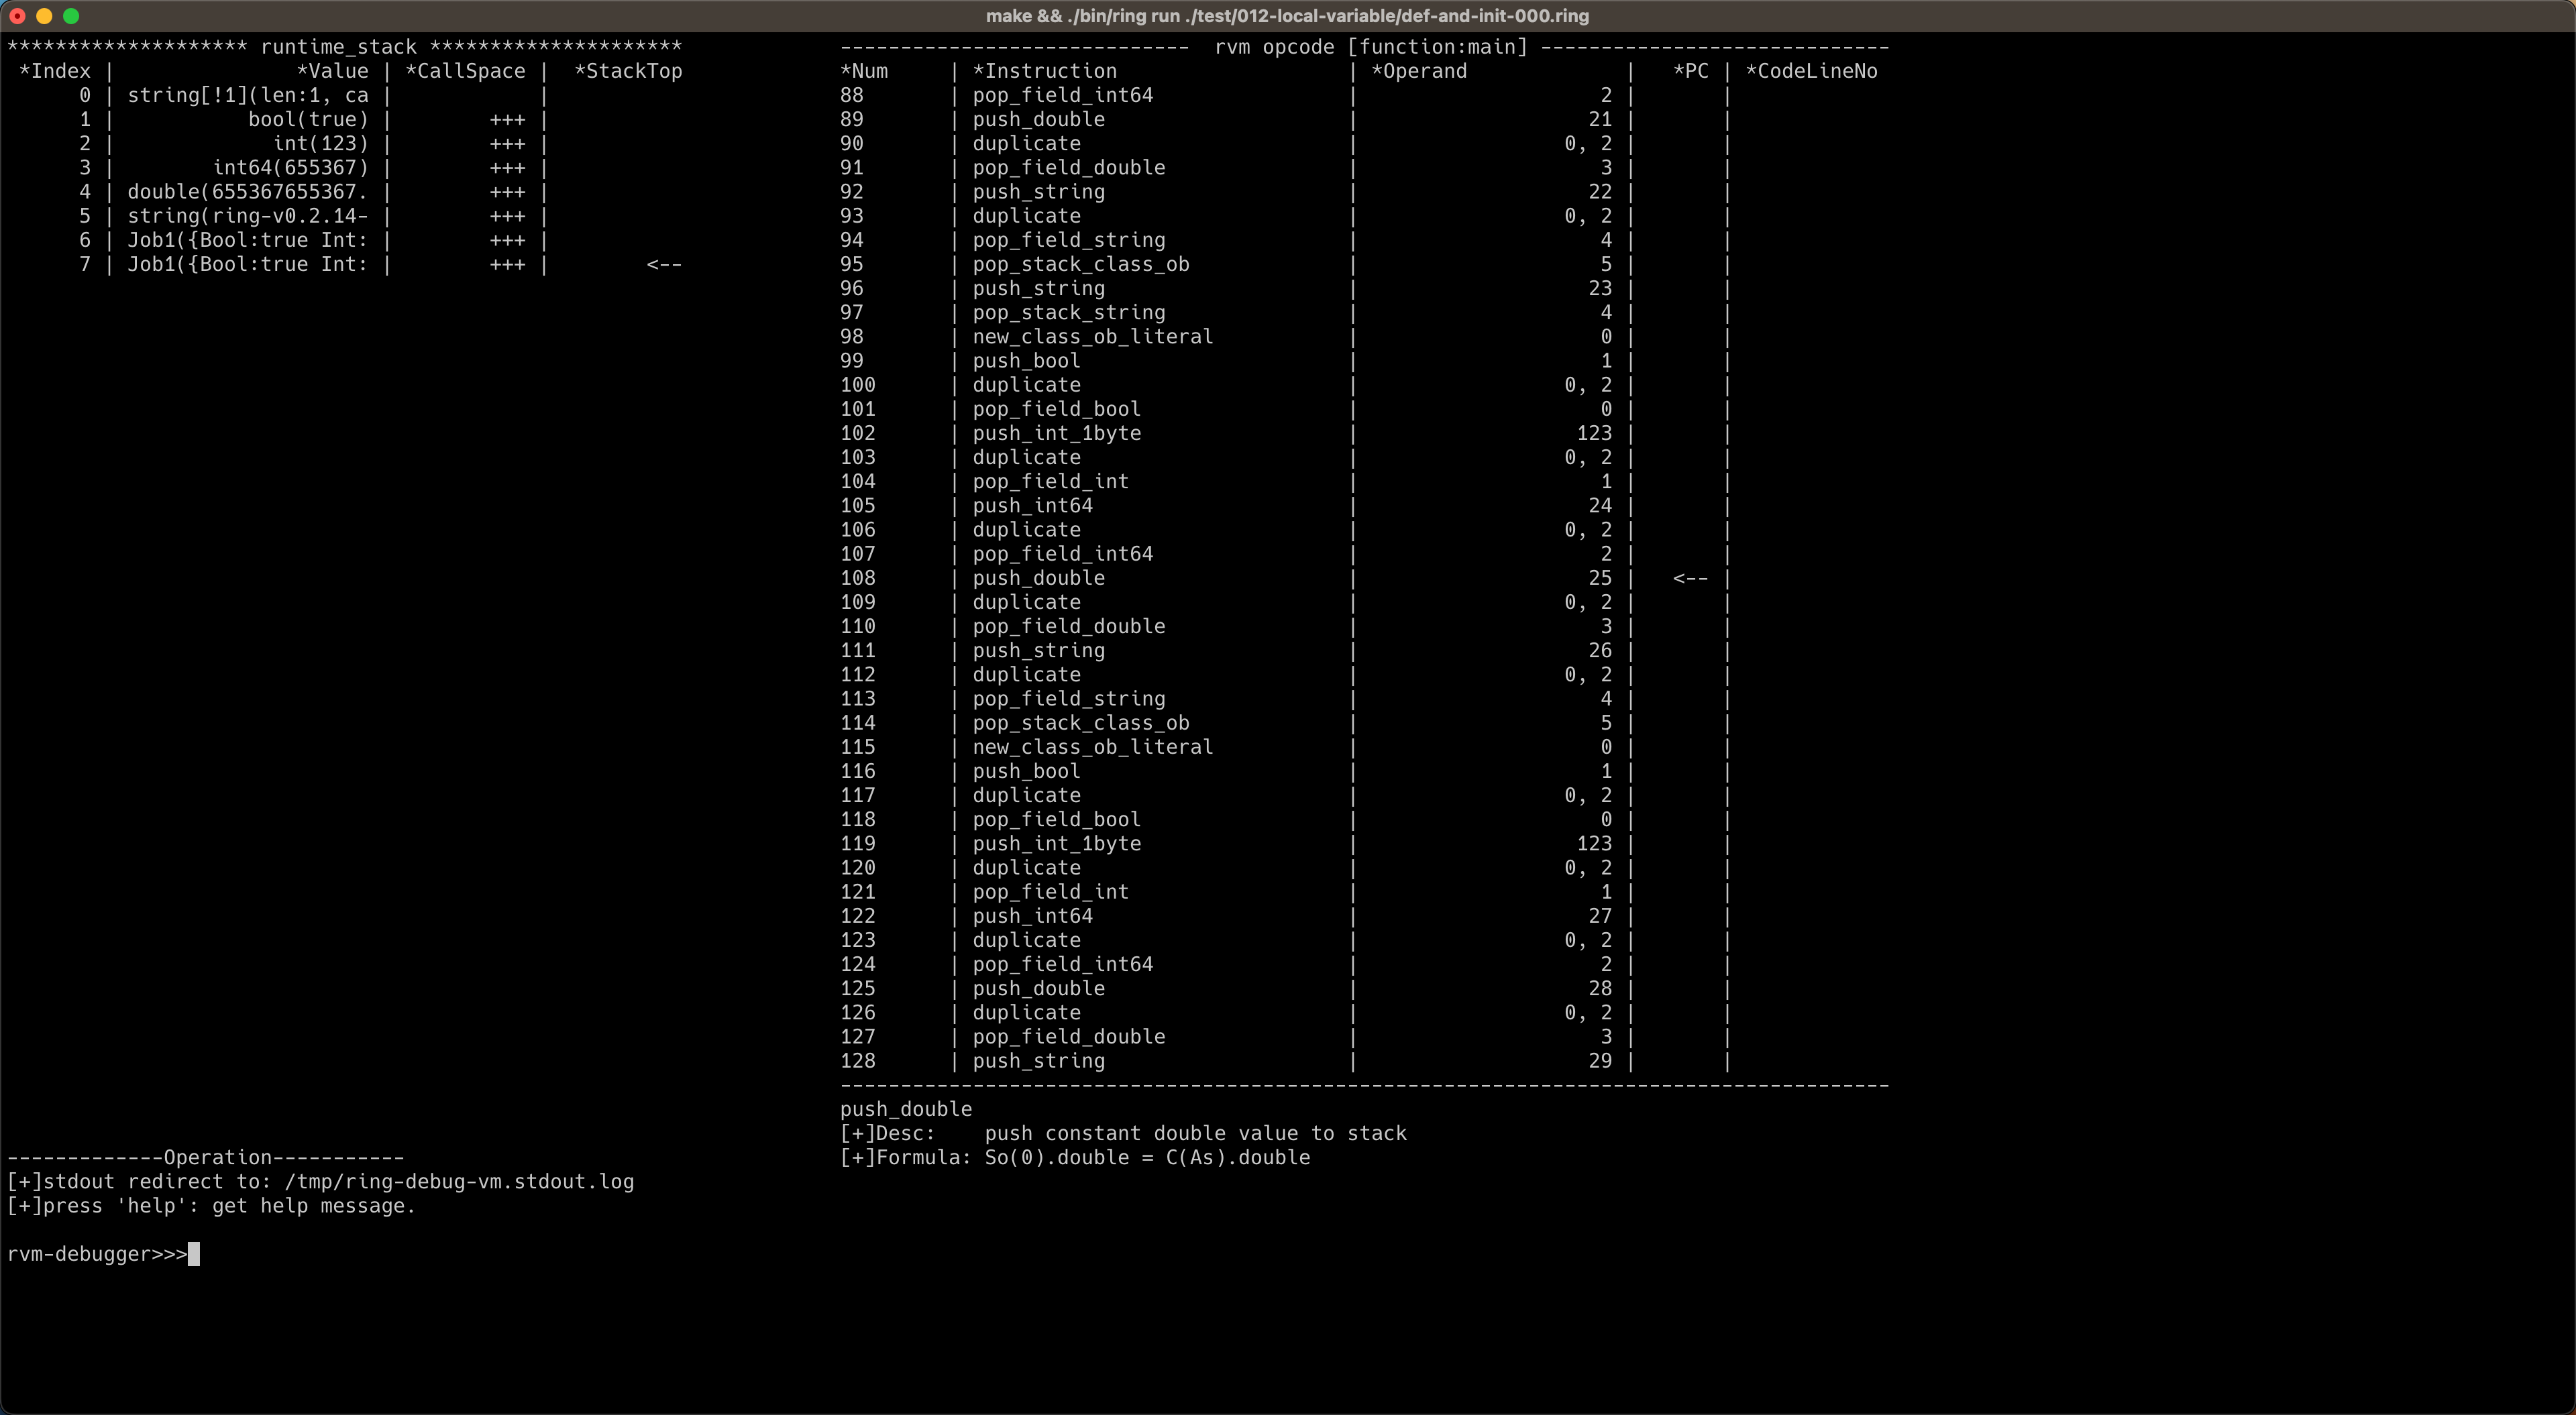 make && ./bin/ring run ./test/012-local-variable/def-and-init-000.ring
******************** runtime_stack *********************
*Index | *Value | *CallSpace | *StackTop
0 | string[!1](len:1, ca | |
1 | bool(true) | +++ |
2 | int(123) | +++ |
3 | int64(655367) | +++ |
4 | double(655367655367. | +++ |
5 | string(ring-v0.2.14- | +++ |
6 | Job1({Bool:true Int: | +++ |
7 | Job1({Bool:true Int: | +++ | <--
-------------Operation-----------
[+]stdout redirect to: /tmp/ring-debug-vm.stdout.log
[+]press 'help': get help message.
rvm-debugger>>>
----------------------------- rvm opcode [function:main] -----------------------------
*Num | *Instruction | *Operand | *PC | *CodeLineNo
88 | pop_field_int64 | 2 | |
89 | push_double | 21 | |
90 | duplicate | 0, 2 | |
91 | pop_field_double | 3 | |
92 | push_string | 22 | |
93 | duplicate | 0, 2 | |
94 | pop_field_string | 4 | |
95 | pop_stack_class_ob | 5 | |
96 | push_string | 23 | |
97 | pop_stack_string | 4 | |
98 | new_class_ob_literal | 0 | |
99 | push_bool | 1 | |
100 | duplicate | 0, 2 | |
101 | pop_field_bool | 0 | |
102 | push_int_1byte | 123 | |
103 | duplicate | 0, 2 | |
104 | pop_field_int | 1 | |
105 | push_int64 | 24 | |
106 | duplicate | 0, 2 | |
107 | pop_field_int64 | 2 | |
108 | push_double | 25 | <-- |
109 | duplicate | 0, 2 | |
110 | pop_field_double | 3 | |
111 | push_string | 26 | |
112 | duplicate | 0, 2 | |
113 | pop_field_string | 4 | |
114 | pop_stack_class_ob | 5 | |
115 | new_class_ob_literal | 0 | |
116 | push_bool | 1 | |
117 | duplicate | 0, 2 | |
118 | pop_field_bool | 0 | |
119 | push_int_1byte | 123 | |
120 | duplicate | 0, 2 | |
121 | pop_field_int | 1 | |
122 | push_int64 | 27 | |
123 | duplicate | 0, 2 | |
124 | pop_field_int64 | 2 | |
125 | push_double | 28 | |
126 | duplicate | 0, 2 | |
127 | pop_field_double | 3 | |
128 | push_string | 29 | |
---------------------------------------------------------------------------------------
push_double
[+]Desc: push constant double value to stack
[+]Formula: So(0).double = C(As).double